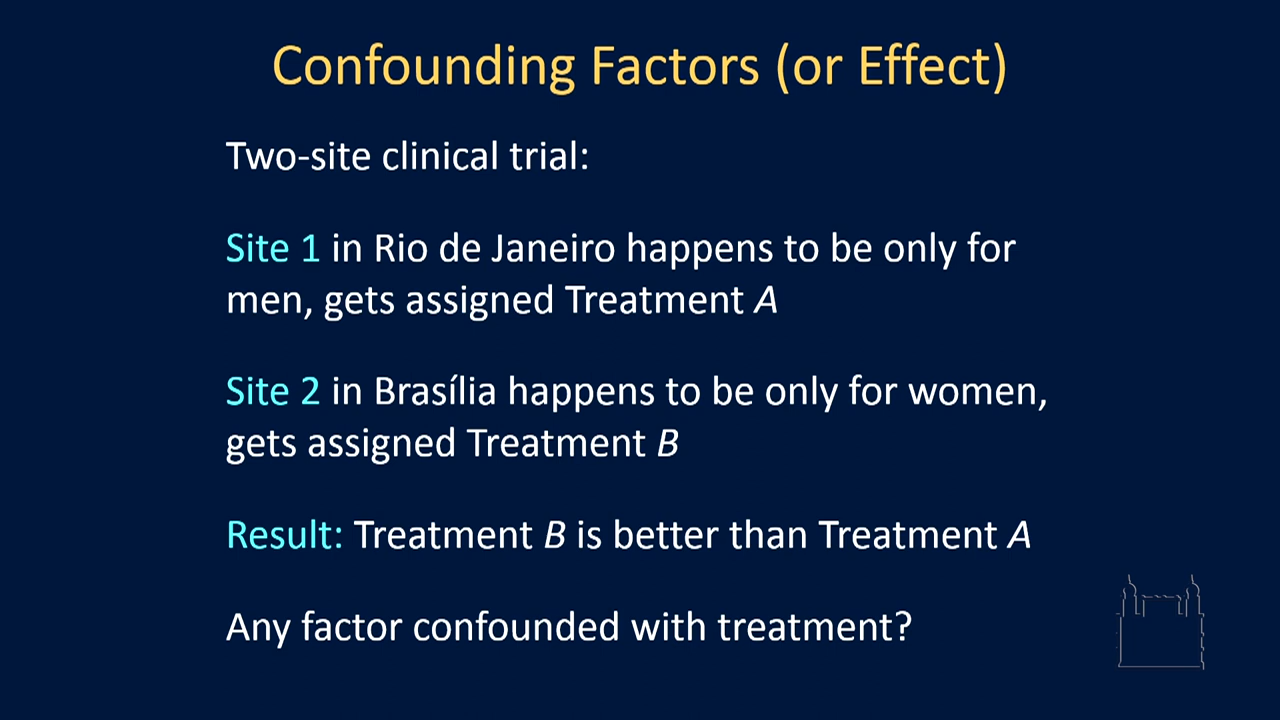 Confounding Factors (or Effect)
Two-site clinical trial:
Site 1 in Rio de Janeiro happens to be only for
men, gets assigned Treatment A
Site 2 in Brasília happens to be only for women,
gets assigned Treatment B
Result: Treatment B is better than Treatment A
Any factor confounded with treatment?